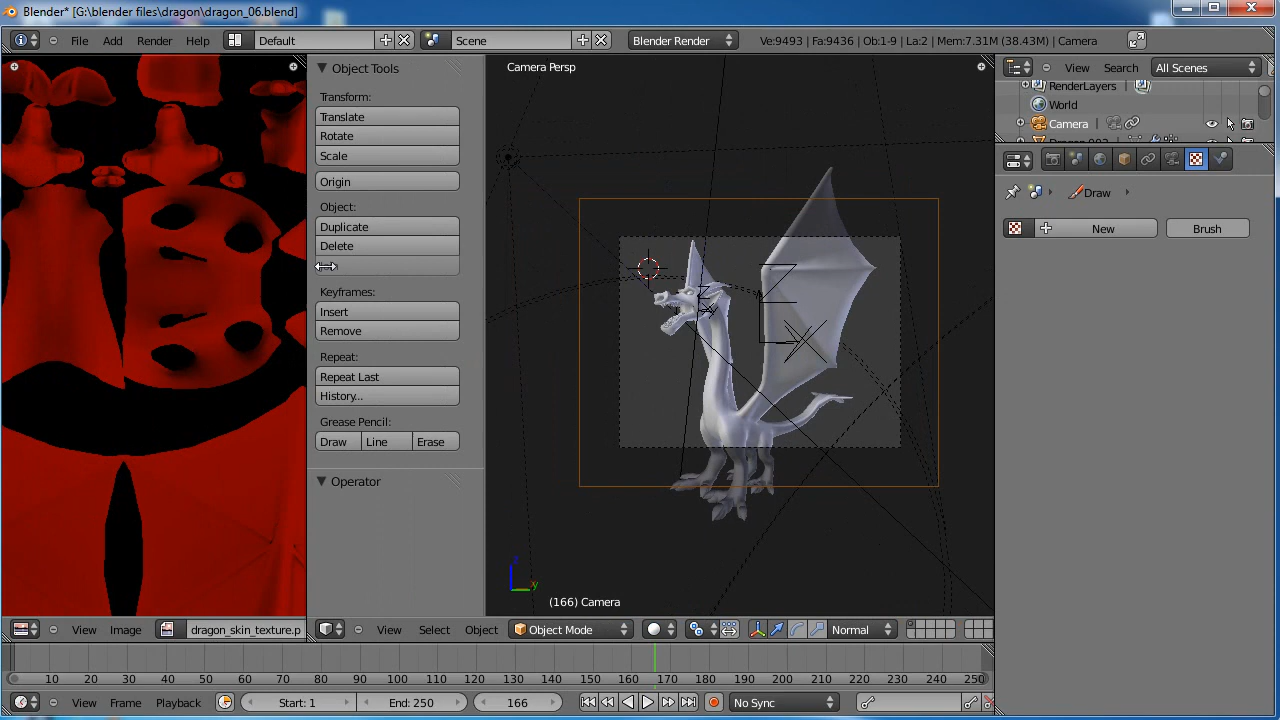 Blender* [G:\blender files\dragon\dragon_06.blend]
File Add Render Help Default Scene Blender Render Ve:9493 | Fa:9436 | Ob:1-9 | La:2 | Mem:7.31M (38.43M) | Camera
Object Tools
Transform:
Translate
Rotate
Scale
Origin
Object:
Duplicate
Delete
Keyframes:
Insert
Remove
Repeat:
Repeat Last
History...
Grease Pencil:
Draw Line Erase
Operator
Camera Persp
z
y
(166) Camera
View Search All Scenes
RenderLayers
World
Camera
Draw
New Brush
View Image dragon_skin_texture.p
View Select Object Object Mode Normal
10 20 30 40 50 60 70 80 90 100 110 120 130 140 150 160 170 180 190 200 210 220 230 240 250
View Frame Playback Start: 1 End: 250 166 No Sync